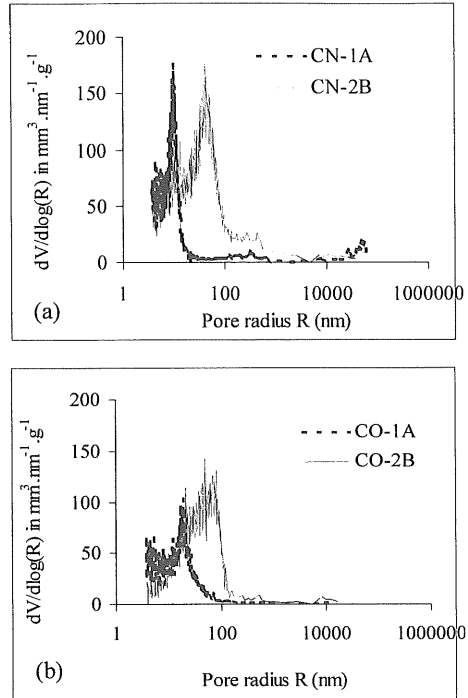 200
150
100
50
0
dV/dlog(R) in mm³.nm⁻¹.g⁻¹
CN-1A
CN-2B
1
100
10000
1000000
(a)
Pore radius R (nm)
200
150
100
50
0
dV/dlog(R) in mm³.nm⁻¹.g⁻¹
CO-1A
CO-2B
1
100
10000
1000000
(b)
Pore radius R (nm)